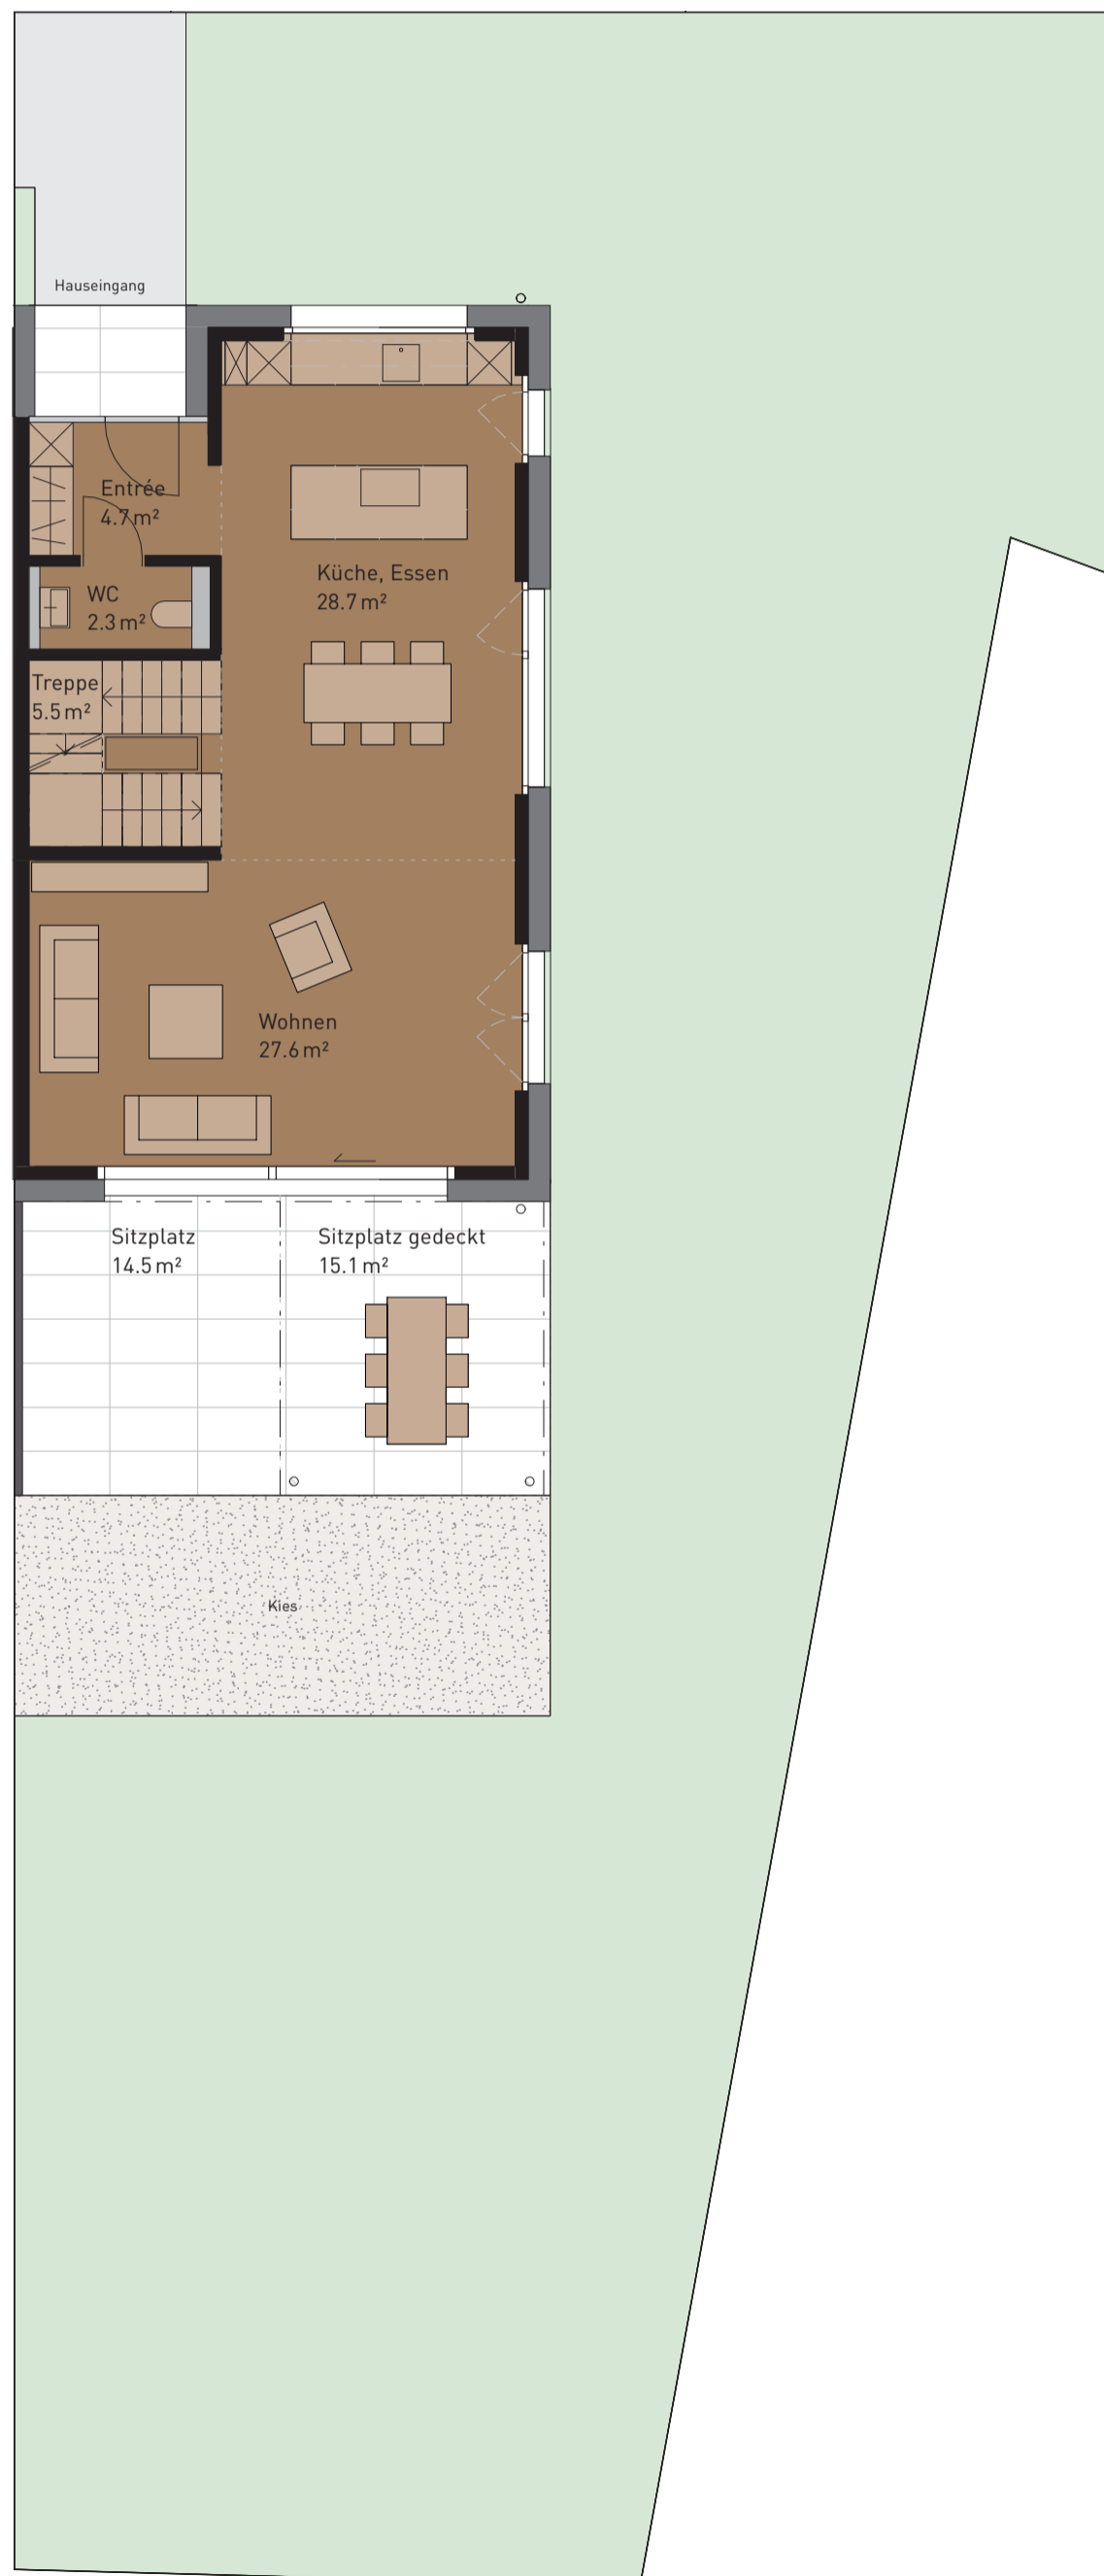 Hauseingang
Entrée
4.7 m²
Küche, Essen
28.7 m²
WC
2.3 m²
Treppe
5.5 m²
Wohnen
27.6 m²
Sitzplatz
14.5 m²
Sitzplatz gedeckt
15.1 m²
Kies